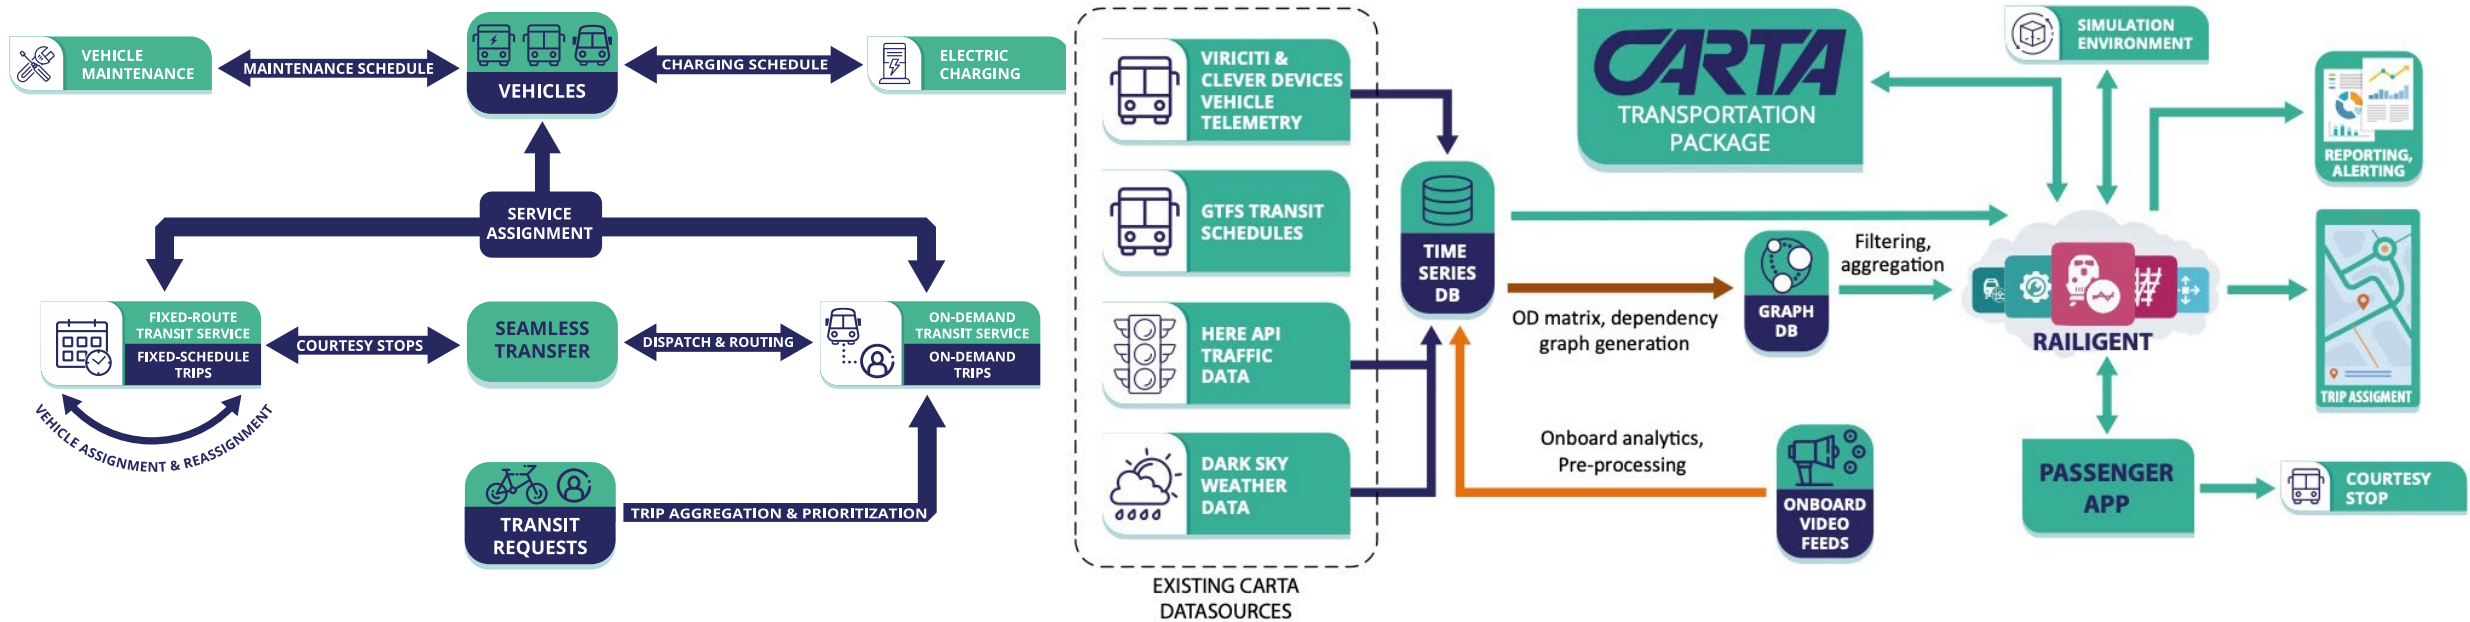 VEHICLE
MAINTENANCE
MAINTENANCE SCHEDULE
VEHICLES
CHARGING SCHEDULE
ELECTRIC
CHARGING
SERVICE
ASSIGNMENT
FIXED-ROUTE
TRANSIT SERVICE
FIXED-SCHEDULE
TRIPS
COURTESY STOPS
SEAMLESS
TRANSFER
DISPATCH & ROUTING
ON-DEMAND
TRANSIT SERVICE
ON-DEMAND
TRIPS
VEHICLE ASSIGNMENT & REASSIGNMENT
TRANSIT
REQUESTS
TRIP AGGREGATION & PRIORITIZATION
VIRICITI &
CLEVER DEVICES
VEHICLE
TELEMETRY
GTFS TRANSIT
SCHEDULES
HERE API
TRAFFIC
DATA
DARK SKY
WEATHER
DATA
EXISTING CARTA
DATASOURCES
TIME
SERIES
DB
OD matrix, dependency
graph generation
GRAPH
DB
Filtering,
aggregation
Onboard analytics,
Pre-processing
ONBOARD
VIDEO
FEEDS
CARTA
TRANSPORTATION
PACKAGE
SIMULATION
ENVIRONMENT
REPORTING,
ALERTING
RAILIGENT
TRIP ASSIGMENT
PASSENGER
APP
COURTESY
STOP